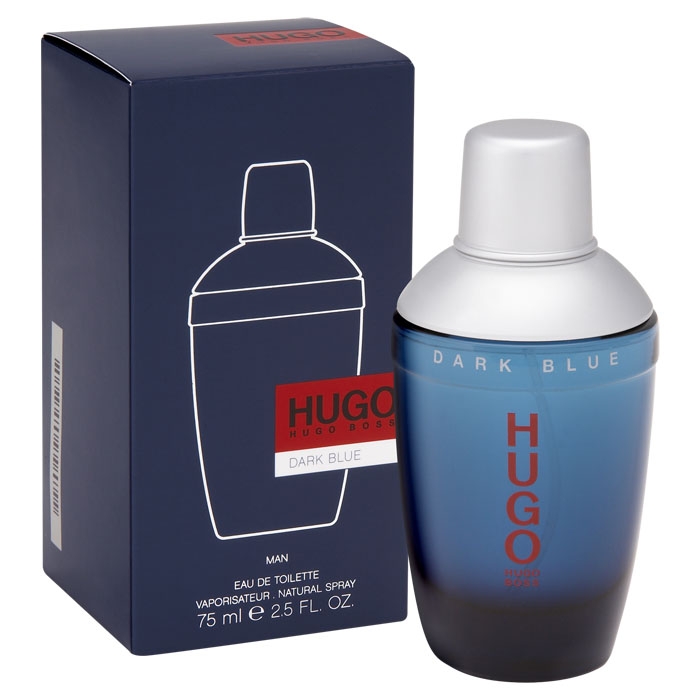 HUGO
HUGO
HUGO BOSS
DARK BLUE
MAN
EAU DE TOILETTE
VAPORISATEUR . NATURAL SPRAY
75 ml e 2.5 FL. OZ.
DARK BLUE
HUGO
HUGO
BOSS